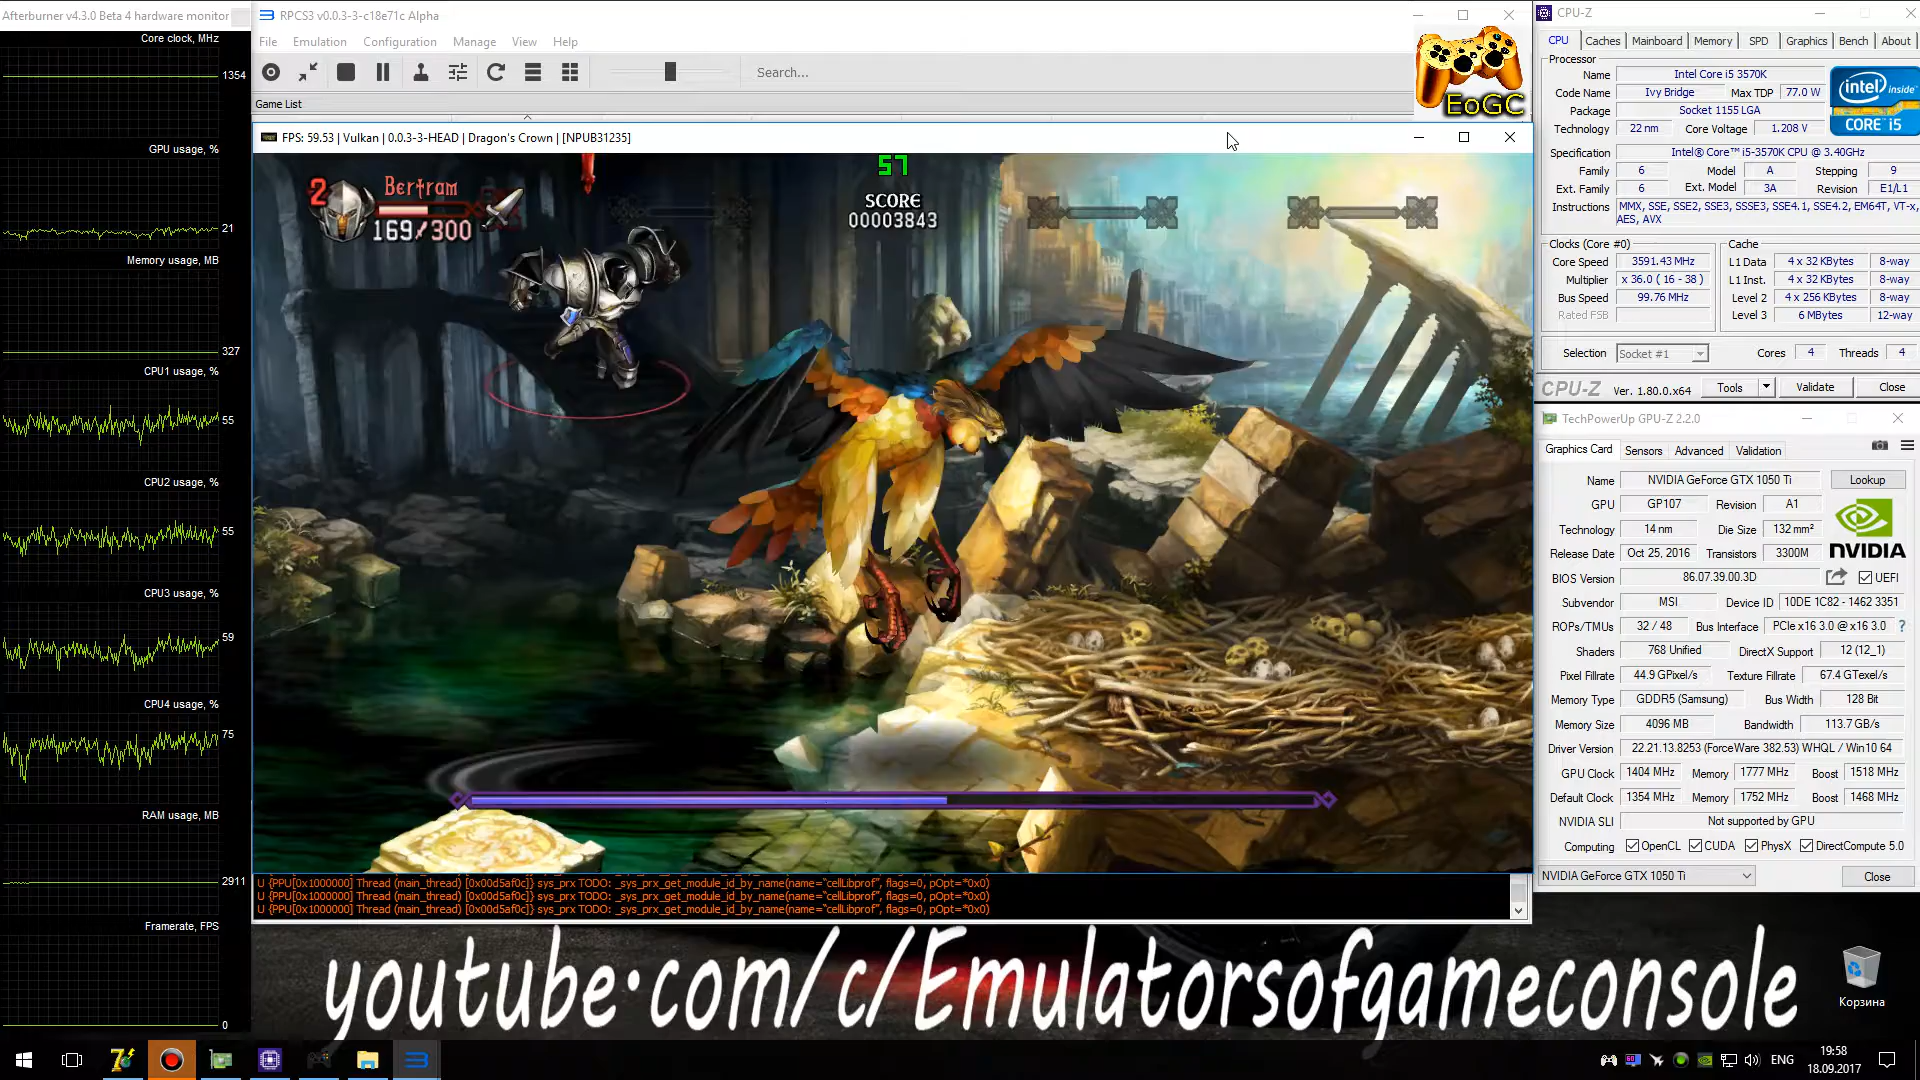 Afterburner v4.3.0 Beta 4 hardware monitor
Core clock, MHz
1354
GPU usage, %
21
Memory usage, MB
327
CPU1 usage, %
55
CPU2 usage, %
55
CPU3 usage, %
59
CPU4 usage, %
75
RAM usage, MB
2911
Framerate, FPS
0
RPCS3 v0.0.3-3-c18e71c Alpha
File Emulation Configuration Manage View Help
Search...
Game List
EoGC
FPS: 59.53 | Vulkan | 0.0.3-3-HEAD | Dragon's Crown | [NPUB31235]
2 Bertram
169/300
57
SCORE
00003843
U {PPU[0x1000000] Thread (main_thread) [0x00d5af0c]} sys_prx TODO: _sys_prx_get_module_id_by_name(name="cellLibprof", flags=0, pOpt=*0x0)
U {PPU[0x1000000] Thread (main_thread) [0x00d5af0c]} sys_prx TODO: _sys_prx_get_module_id_by_name(name="cellLibprof", flags=0, pOpt=*0x0)
U {PPU[0x1000000] Thread (main_thread) [0x00d5af0c]} sys_prx TODO: _sys_prx_get_module_id_by_name(name="cellLibprof", flags=0, pOpt=*0x0)
youtube.com/c/Emulatorsofgameconsole
CPU-Z
CPU Caches Mainboard Memory SPD Graphics Bench About
Processor
Name Intel Core i5 3570K
Code Name Ivy Bridge Max TDP 77.0 W
Package Socket 1155 LGA
Technology 22 nm Core Voltage 1.208 V
intel inside
CORE i5
Specification Intel® Core™ i5-3570K CPU @ 3.40GHz
Family 6 Model A Stepping 9
Ext. Family 6 Ext. Model 3A Revision E1/L1
Instructions MMX, SSE, SSE2, SSE3, SSSE3, SSE4.1, SSE4.2, EM64T, VT-x,
AES, AVX
Clocks (Core #0) Cache
Core Speed 3591.43 MHz L1 Data 4 x 32 KBytes 8-way
Multiplier x 36.0 ( 16 - 38 ) L1 Inst. 4 x 32 KBytes 8-way
Bus Speed 99.76 MHz Level 2 4 x 256 KBytes 8-way
Rated FSB Level 3 6 MBytes 12-way
Selection Socket #1 Cores 4 Threads 4
CPU-Z Ver. 1.80.0.x64 Tools Validate Close
TechPowerUp GPU-Z 2.2.0
Graphics Card Sensors Advanced Validation
Name NVIDIA GeForce GTX 1050 Ti Lookup
GPU GP107 Revision A1
Technology 14 nm Die Size 132 mm²
Release Date Oct 25, 2016 Transistors 3300M
NVIDIA
BIOS Version 86.07.39.00.3D UEFI
Subvendor MSI Device ID 10DE 1C82 - 1462 3351
ROPs/TMUs 32 / 48 Bus Interface PCIe x16 3.0 @ x16 3.0 ?
Shaders 768 Unified DirectX Support 12 (12_1)
Pixel Fillrate 44.9 GPixel/s Texture Fillrate 67.4 GTexel/s
Memory Type GDDR5 (Samsung) Bus Width 128 Bit
Memory Size 4096 MB Bandwidth 113.7 GB/s
Driver Version 22.21.13.8253 (ForceWare 382.53) WHQL / Win10 64
GPU Clock 1404 MHz Memory 1777 MHz Boost 1518 MHz
Default Clock 1354 MHz Memory 1752 MHz Boost 1468 MHz
NVIDIA SLI Not supported by GPU
Computing OpenCL CUDA PhysX DirectCompute 5.0
NVIDIA GeForce GTX 1050 Ti Close
Корзина
ENG
19:58
18.09.2017